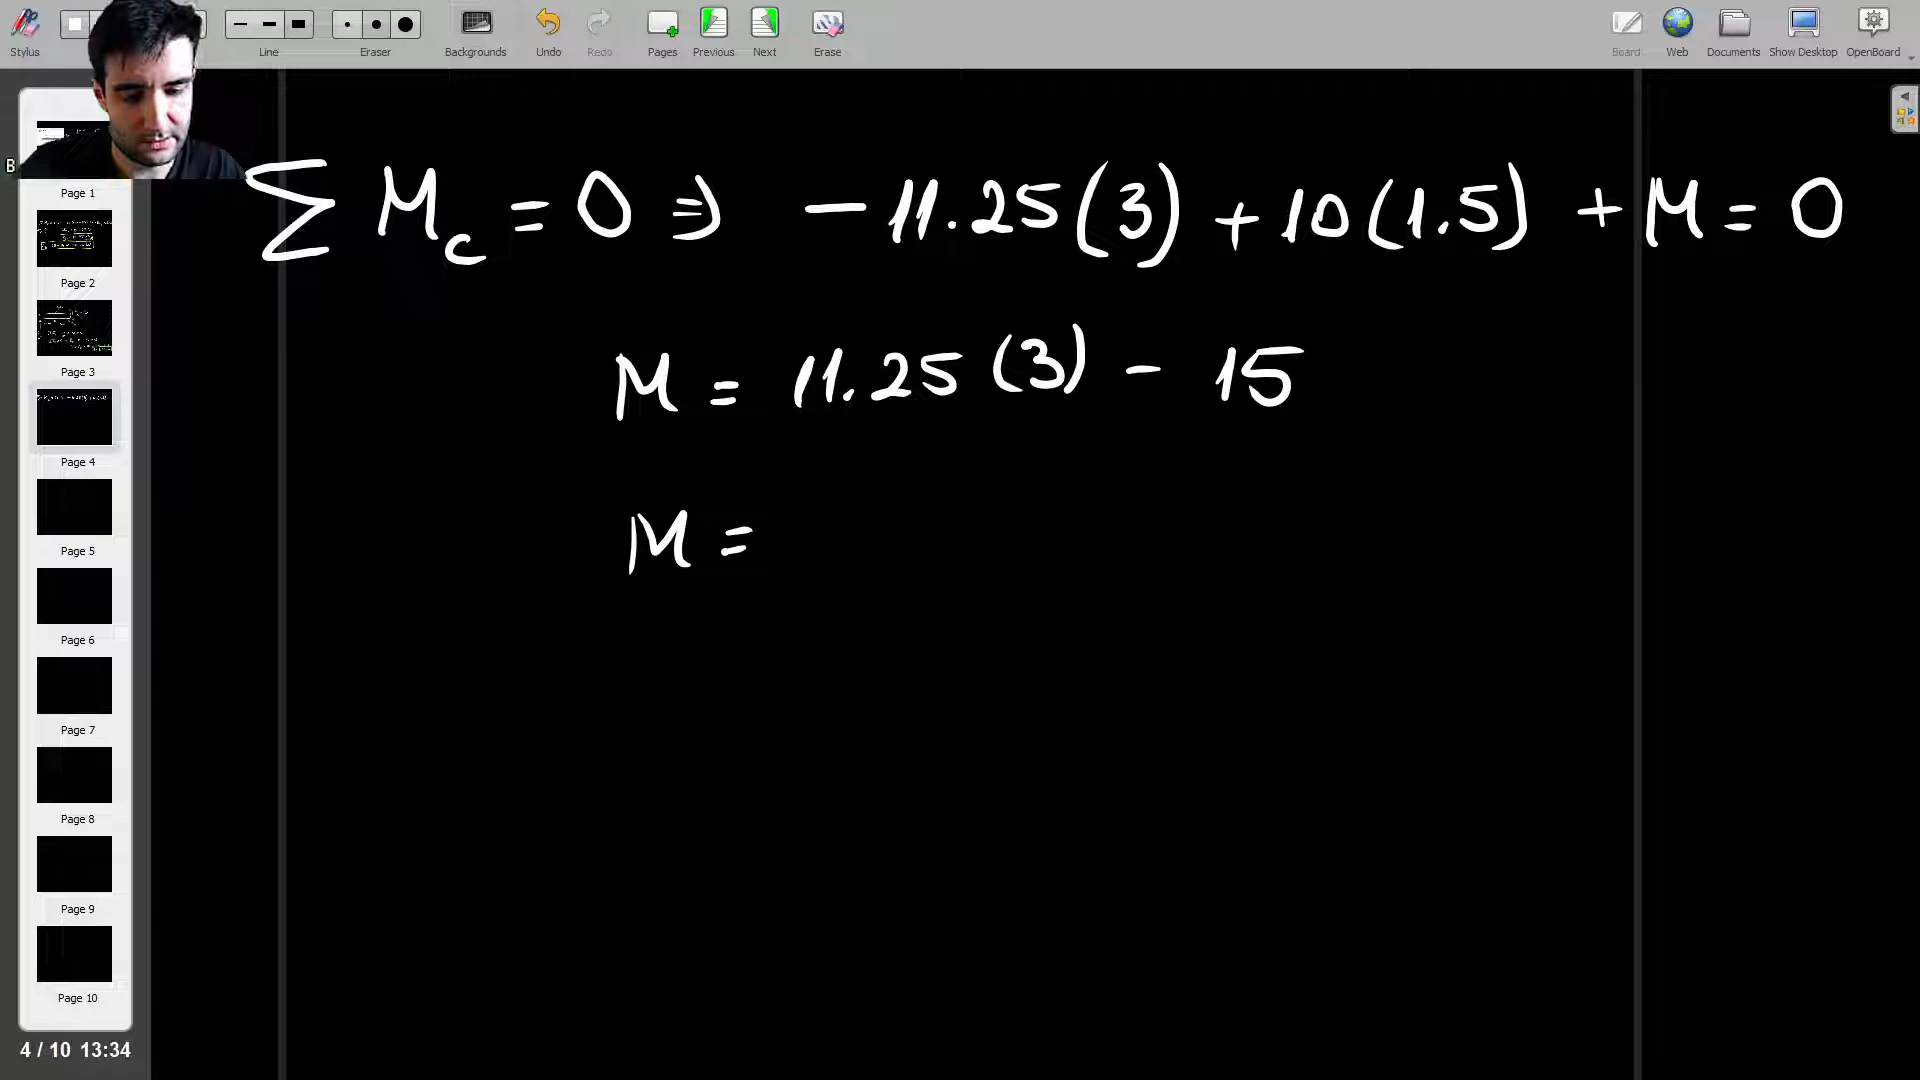 Stylus
Line
Eraser
Backgrounds
Undo
Redo
Pages
Previous
Next
Erase
Board
Web
Documents
Show Desktop
OpenBoard
B
Page 1
Page 2
Page 3
Page 4
Page 5
Page 6
Page 7
Page 8
Page 9
Page 10
4 / 10 13:34
∑ M_c = 0 ⇒ - 11.25 (3) + 10 (1.5) + M = 0
M = 11.25 (3) - 15
M =